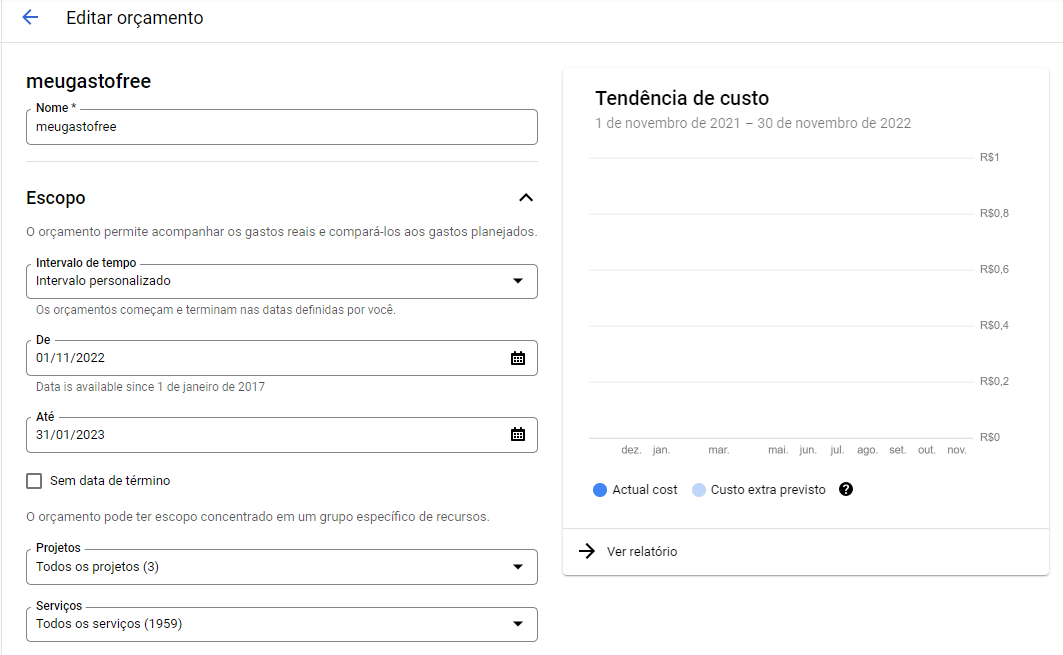 Editar orçamento
meugastofree
Nome *
meugastofree
Escopo
O orçamento permite acompanhar os gastos reais e compará-los aos gastos planejados.
Intervalo de tempo
Intervalo personalizado
Os orçamentos começam e terminam nas datas definidas por você.
De
01/11/2022
Data is available since 1 de janeiro de 2017
Até
31/01/2023
Sem data de término
O orçamento pode ter escopo concentrado em um grupo específico de recursos.
Projetos
Todos os projetos (3)
Serviços
Todos os serviços (1959)
Tendência de custo
1 de novembro de 2021 – 30 de novembro de 2022
R$1
R$0,8
R$0,6
R$0,4
R$0,2
R$0
dez. jan. mar. mai. jun. jul. ago. set. out. nov.
Actual cost Custo extra previsto ?
Ver relatório